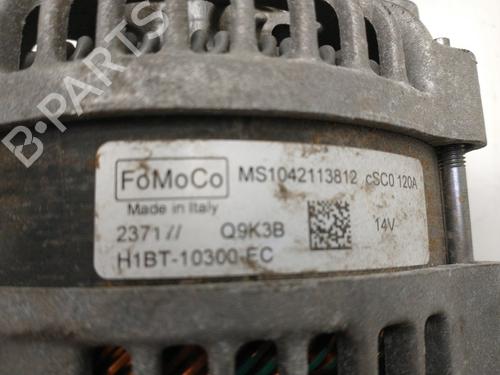 B-PARTS
FoMoCo MS1042113812 cSC0 120A
Made in Italy
2371// Q9K3B 14V
H1BT-10300-EC